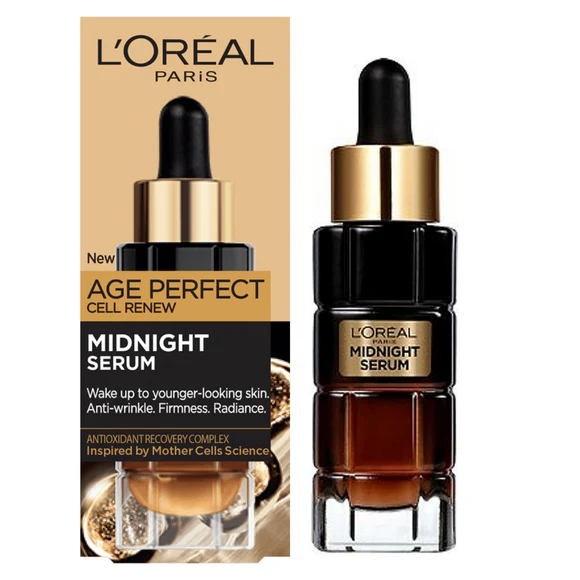 L'ORÉAL
PARiS
New
AGE PERFECT
CELL RENEW
MIDNIGHT
SERUM
Wake up to younger-looking skin.
Anti-wrinkle. Firmness. Radiance.
ANTIOXIDANT RECOVERY COMPLEX
Inspired by Mother Cells Science
L'ORÉAL
PARiS
MIDNIGHT
SERUM